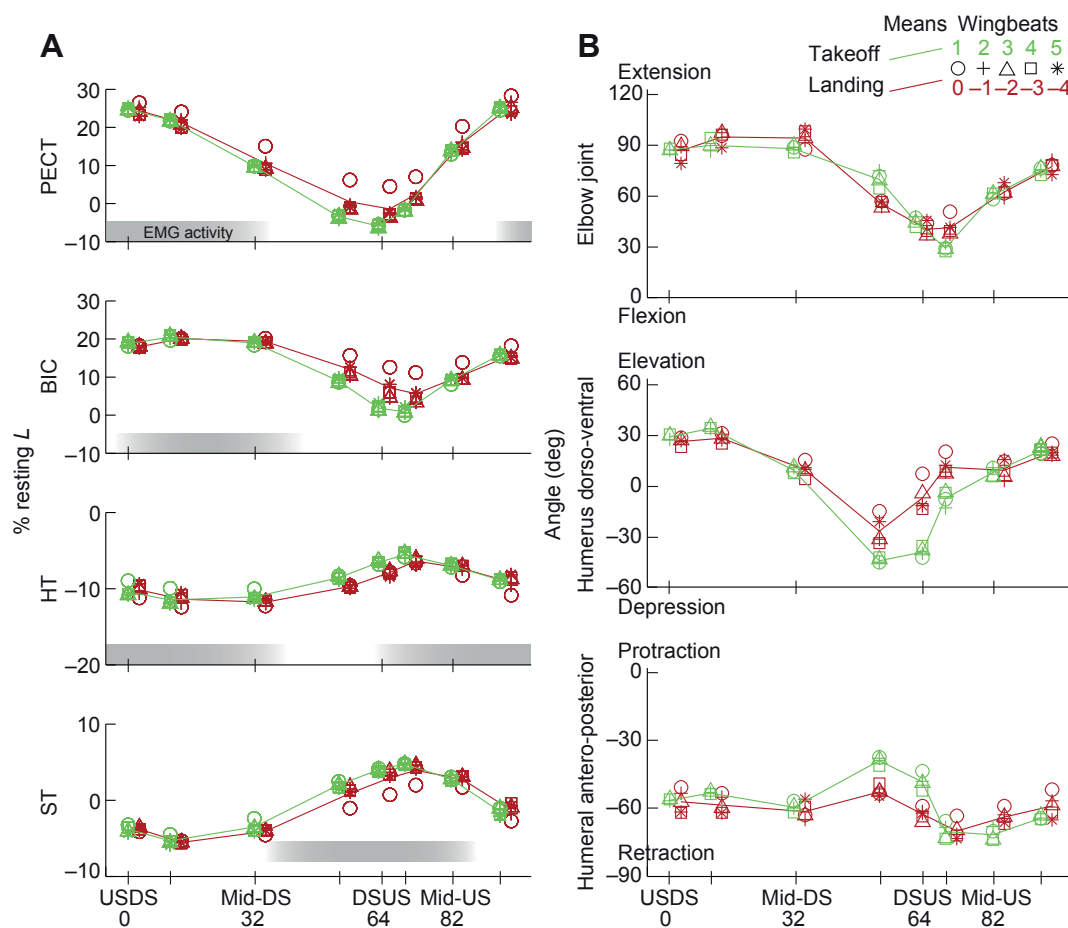 A
B
Means Wingbeats
Takeoff 1 2 3 4 5
Landing 0 –1 –2 –3 –4
% resting L
PECT
30
20
10
0
–10
EMG activity
BIC
30
20
10
0
–10
HT
0
–10
–20
ST
10
0
–10
USDS Mid-DS DSUS Mid-US
0 32 64 82
Angle (deg)
Extension
Elbow joint
120
90
60
30
0
Flexion
Elevation
Humerus dorso-ventral
60
30
0
–30
–60
Depression
Protraction
Humeral antero-posterior
0
–30
–60
–90
Retraction
USDS Mid-DS DSUS Mid-US
0 32 64 82